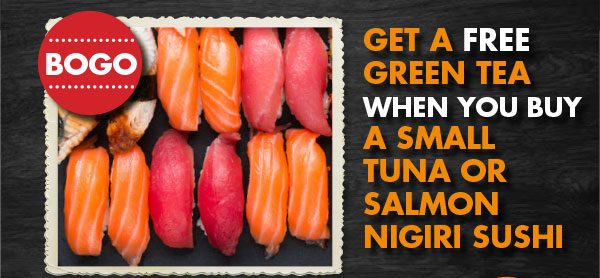 BOGO
GET A FREE
GREEN TEA
WHEN YOU BUY
A SMALL
TUNA OR
SALMON
NIGIRI SUSHI